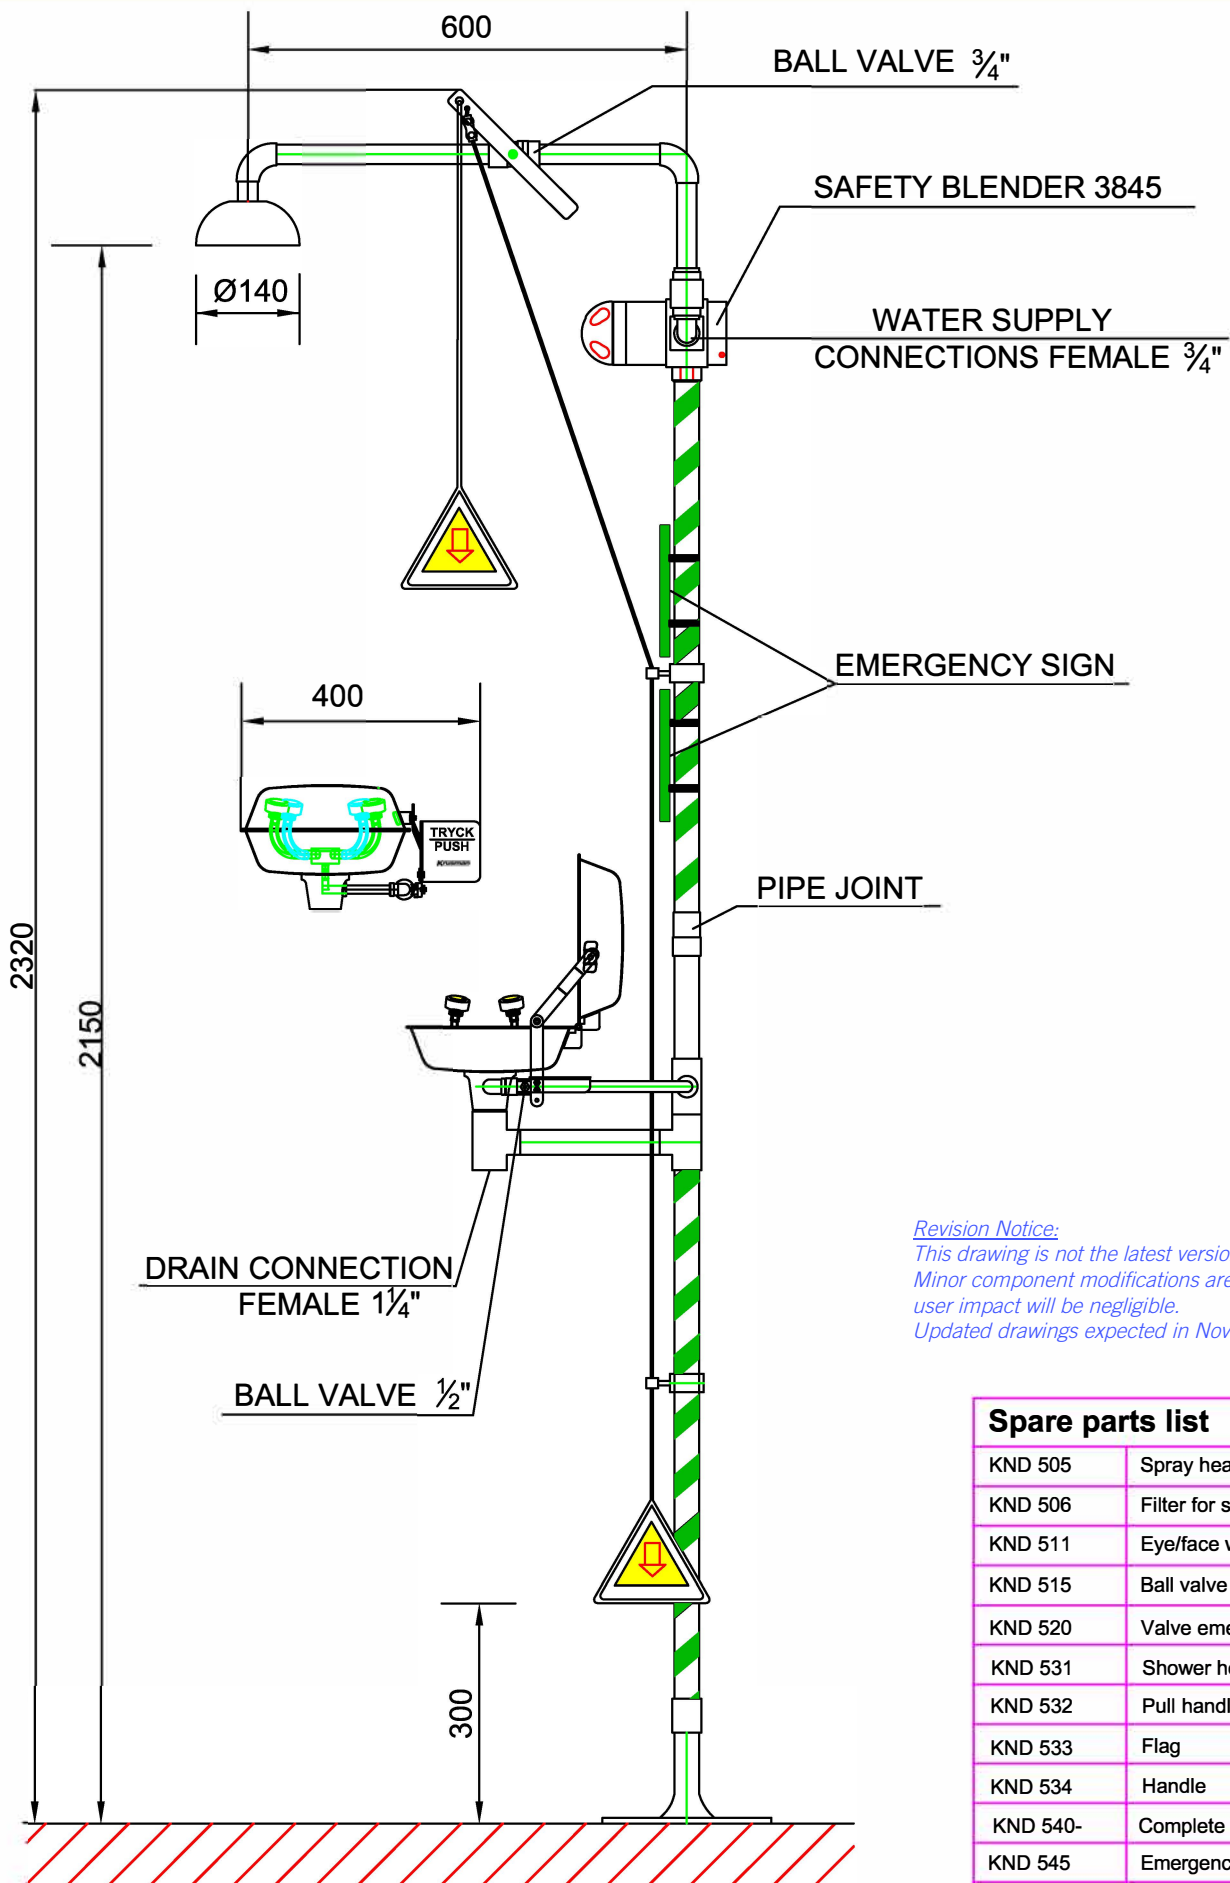 600
BALL VALVE 3/4"
SAFETY BLENDER 3845
Ø140
WATER SUPPLY
CONNECTIONS FEMALE 3/4"
EMERGENCY SIGN
400
TRYCK
PUSH
Krusman
PIPE JOINT
2320
2150
DRAIN CONNECTION
FEMALE 1 1/4"
BALL VALVE 1/2"
300
Revision Notice:
This drawing is not the latest versio
Minor component modifications are
user impact will be negligible.
Updated drawings expected in Nov
Spare parts list
KND 505 Spray hea
KND 506 Filter for s
KND 511 Eye/face w
KND 515 Ball valve
KND 520 Valve eme
KND 531 Shower he
KND 532 Pull handl
KND 533 Flag
KND 534 Handle
KND 540- Complete
KND 545 Emergenc